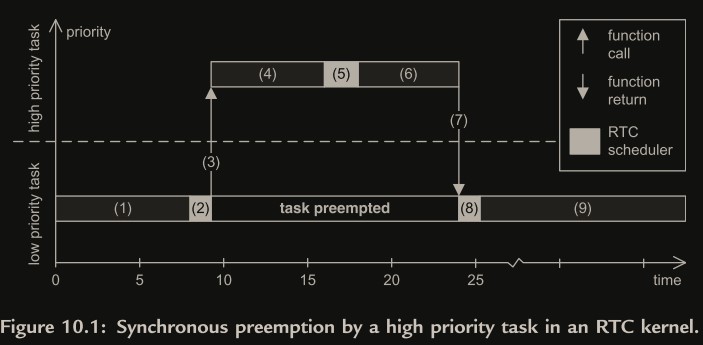 priority
high priority task
low priority task
(4)
(5)
(6)
(7)
(3)
(1)
(2)
task preempted
(8)
(9)
function
call
function
return
RTC
scheduler
0
5
10
15
20
25
time
Figure 10.1: Synchronous preemption by a high priority task in an RTC kernel.